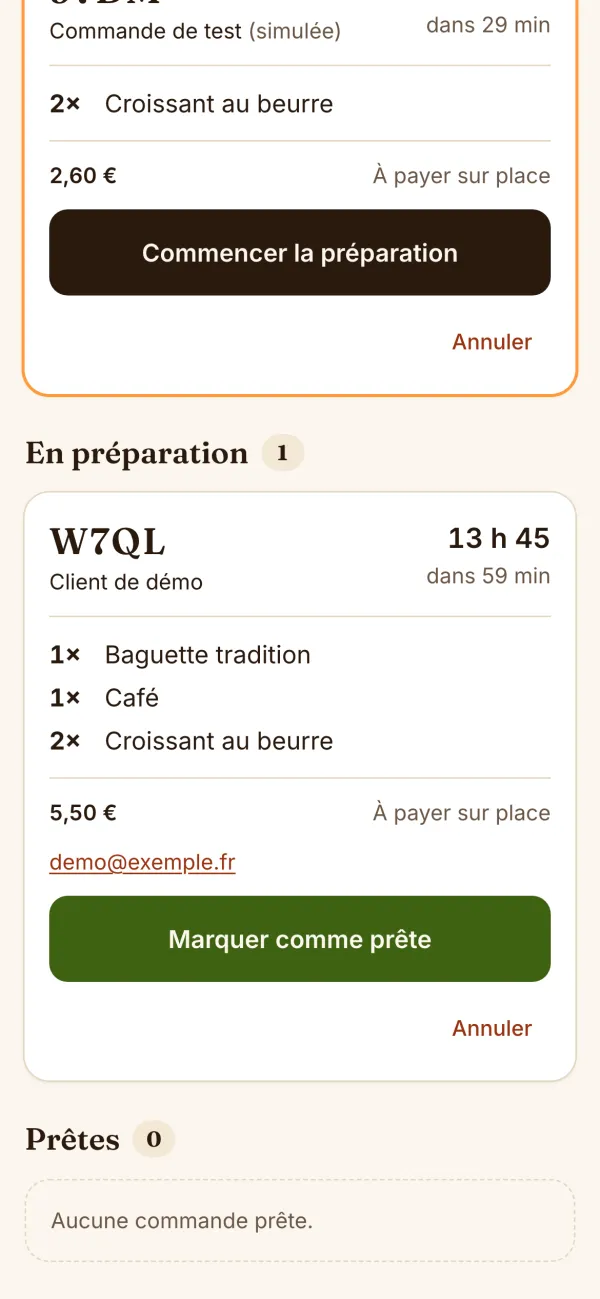 Commande de test (simulée) dans 29 min
2× Croissant au beurre
2,60 € À payer sur place
Commencer la préparation
Annuler
En préparation 1
W7QL 13 h 45
Client de démo dans 59 min
1× Baguette tradition
1× Café
2× Croissant au beurre
5,50 € À payer sur place
demo@exemple.fr
Marquer comme prête
Annuler
Prêtes 0
Aucune commande prête.